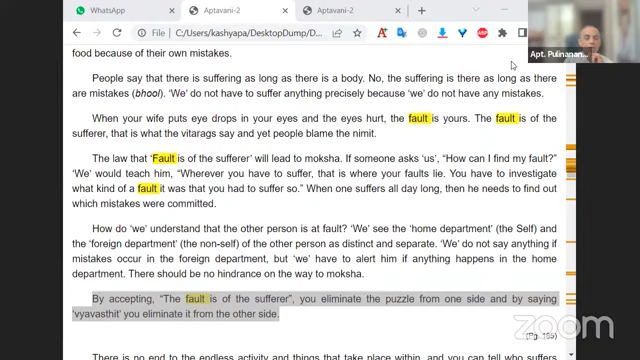 WhatsApp
Aptavani-2
Aptavani-2
File | C:/Users/kashyapa/DesktopDump/D...
Apt. Pulinanan...
food because of their own mistakes.
People say that there is suffering as long as there is a body. No, the suffering is there as long as there
are mistakes (bhool). ‘We’ do not have to suffer anything precisely because ‘we’ do not have any mistakes.
When your wife puts eye drops in your eyes and the eyes hurt, the fault is yours. The fault is of the
sufferer, that is what the vitarags say and yet people blame the nimit.
The law that ‘Fault is of the sufferer’ will lead to moksha. If someone asks ‘us’, “How can I find my fault?”
‘We’ would teach him, “Wherever you have to suffer, that is where your faults lie. You have to investigate
what kind of a fault it was that you had to suffer so.” When one suffers all day long, then he needs to find out
which mistakes were committed.
How do ‘we’ understand that the other person is at fault? ‘We’ see the ‘home department’ (the Self) and
the ‘foreign department’ (the non-self) of the other person as distinct and separate. ‘We’ do not say anything if
mistakes occur in the foreign department, but ‘we’ have to alert him if anything happens in the home
department. There should be no hindrance on the way to moksha.
By accepting, “The fault is of the sufferer”, you eliminate the puzzle from one side and by saying
‘vyavasthit’ you eliminate it from the other side.
zoom
There is no end to the endless activity and things that take place within, and you can tell who suffers